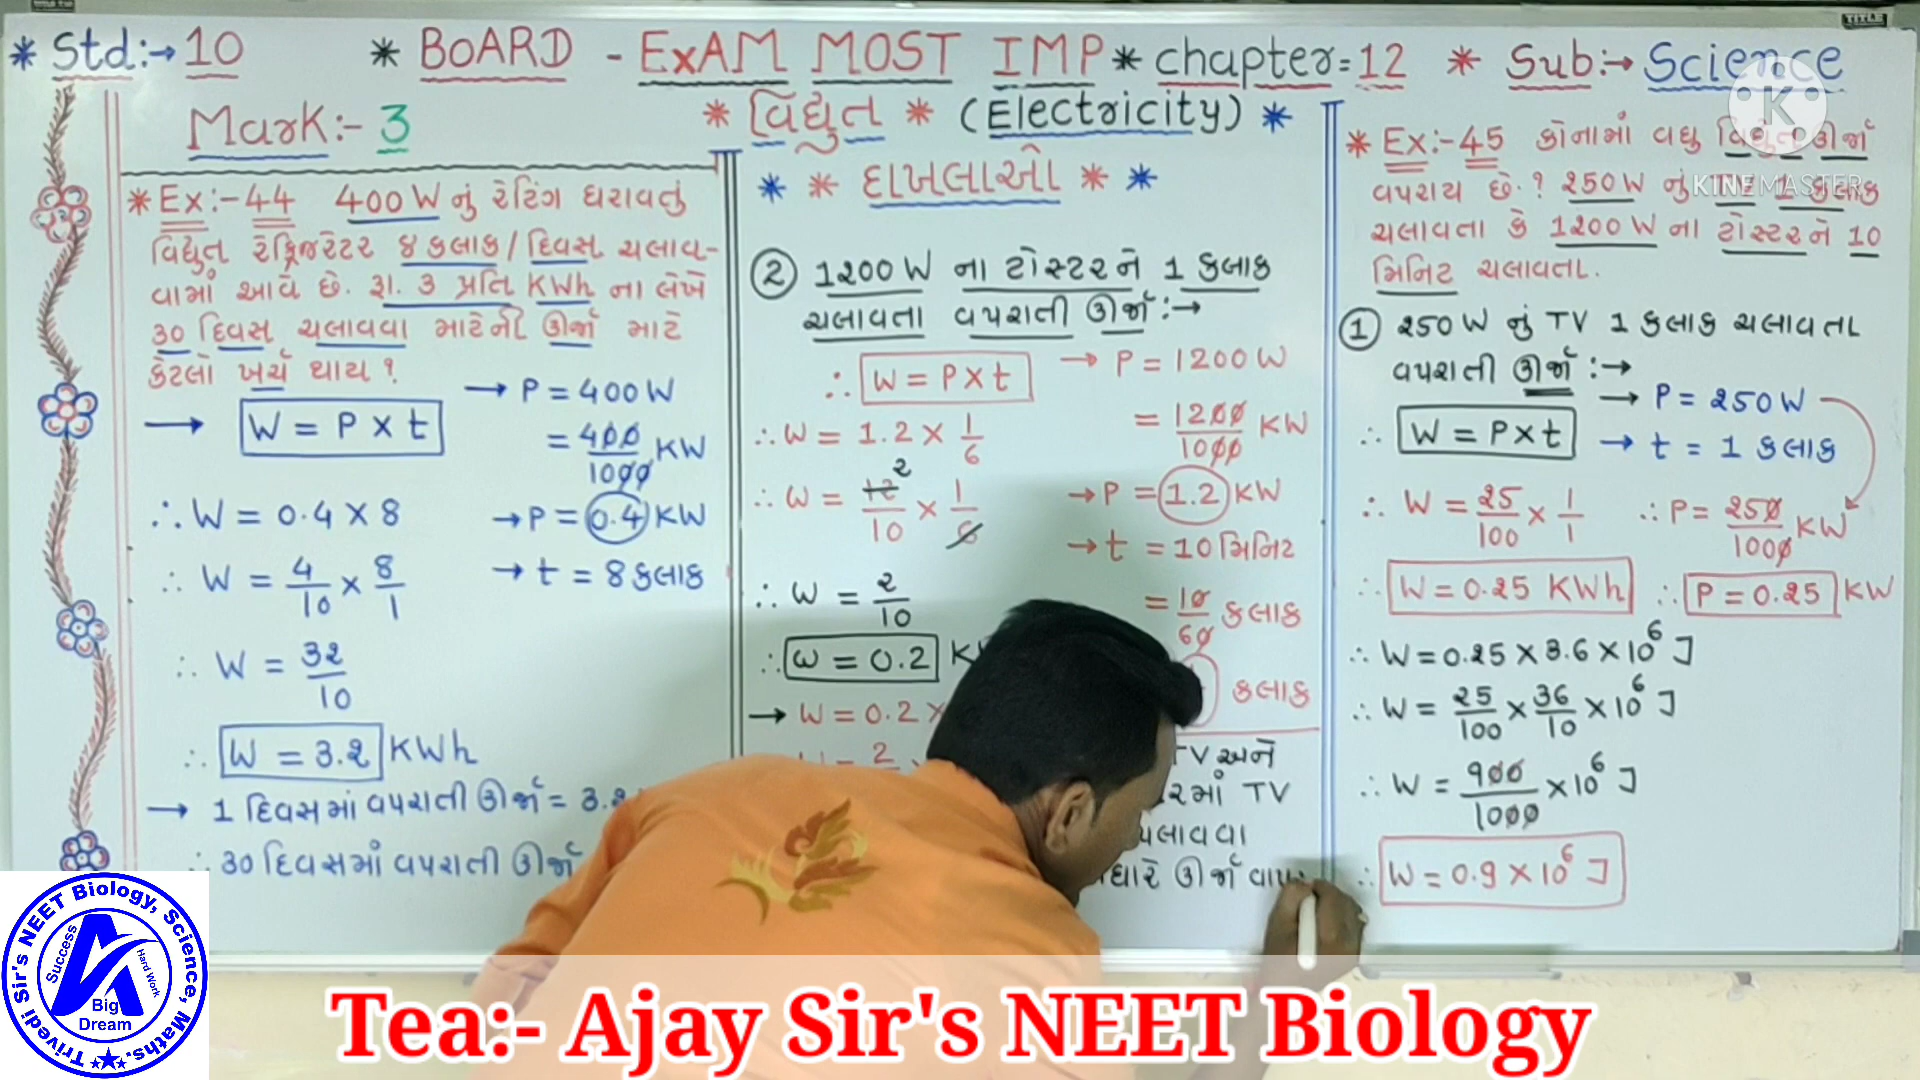 * Std:→ 10 * BOARD - EXAM MOST IMP * chapter=12 * Sub:→ Science
Mark:- 3
* વિદ્યુત * (Electricity) *
* * દાખલાઓ * *
* Ex:-44 400 W નું રેટિંગ ધરાવતું
વિદ્યુત રેફ્રિજરેટર ૪ કલાક / દિવસ ચલાવ-
વામાં આવે છે. રૂા. ૩ પ્રતિ KWh ના લેખે
૩૦ દિવસ ચલાવવા માટેની ઊર્જા માટે
કેટલો ખર્ચ થાય ?
→ W = P X t
→ P = 400 W
= 400/1000 KW
→ P = 0.4 KW
→ t = 8 કલાક
∴ W = 0.4 X 8
∴ W = 4/10 X 8/1
∴ W = 32/10
∴ W = 3.2 KWh
→ 1 દિવસમાં વપરાતી ઊર્જા = 3.2
∴ 30 દિવસમાં વપરાતી ઊર્જા
② 1200 W ના ટોસ્ટરને 1 કલાક
ચલાવતા વપરાતી ઊર્જા :→
∴ W = P X t
→ P = 1200 W
= 1200/1000 KW
→ P = 1.2 KW
→ t = 10 મિનિટ
= 10/60 કલાક
કલાક
∴ W = 1.2 X 1/6
∴ W = 12/10 X 1/6
2
∴ W = 2/10
∴ W = 0.2
→ W = 0.2 X
TV અને
રમાં TV
ચલાવવા
ઊર્જા
* Ex:-45 કોનામાં વધુ વિદ્યુત ઊર્જા
વપરાય છે.? 250 W નું TV 1 કલાક
ચલાવતા કે 1200 W ના ટોસ્ટરને 10
મિનિટ ચલાવતા.
① 250 W નું TV 1 કલાક ચલાવતા
વપરાતી ઊર્જા :→
∴ W = P X t
→ P = 250 W
→ t = 1 કલાક
∴ W = 25/100 X 1/1
∴ P = 250/1000 KW
∴ W = 0.25 KWh
∴ P = 0.25 KW
∴ W = 0.25 X 3.6 X 10⁶ J
∴ W = 25/100 X 36/10 X 10⁶ J
∴ W = 900/1000 X 10⁶ J
∴ W = 0.9 X 10⁶ J
K
KINEMASTER
TITLE
Trivedi Sir's NEET Biology, Science, Maths.
Success
Hard Work
Big
Dream
Tea:- Ajay Sir's NEET Biology